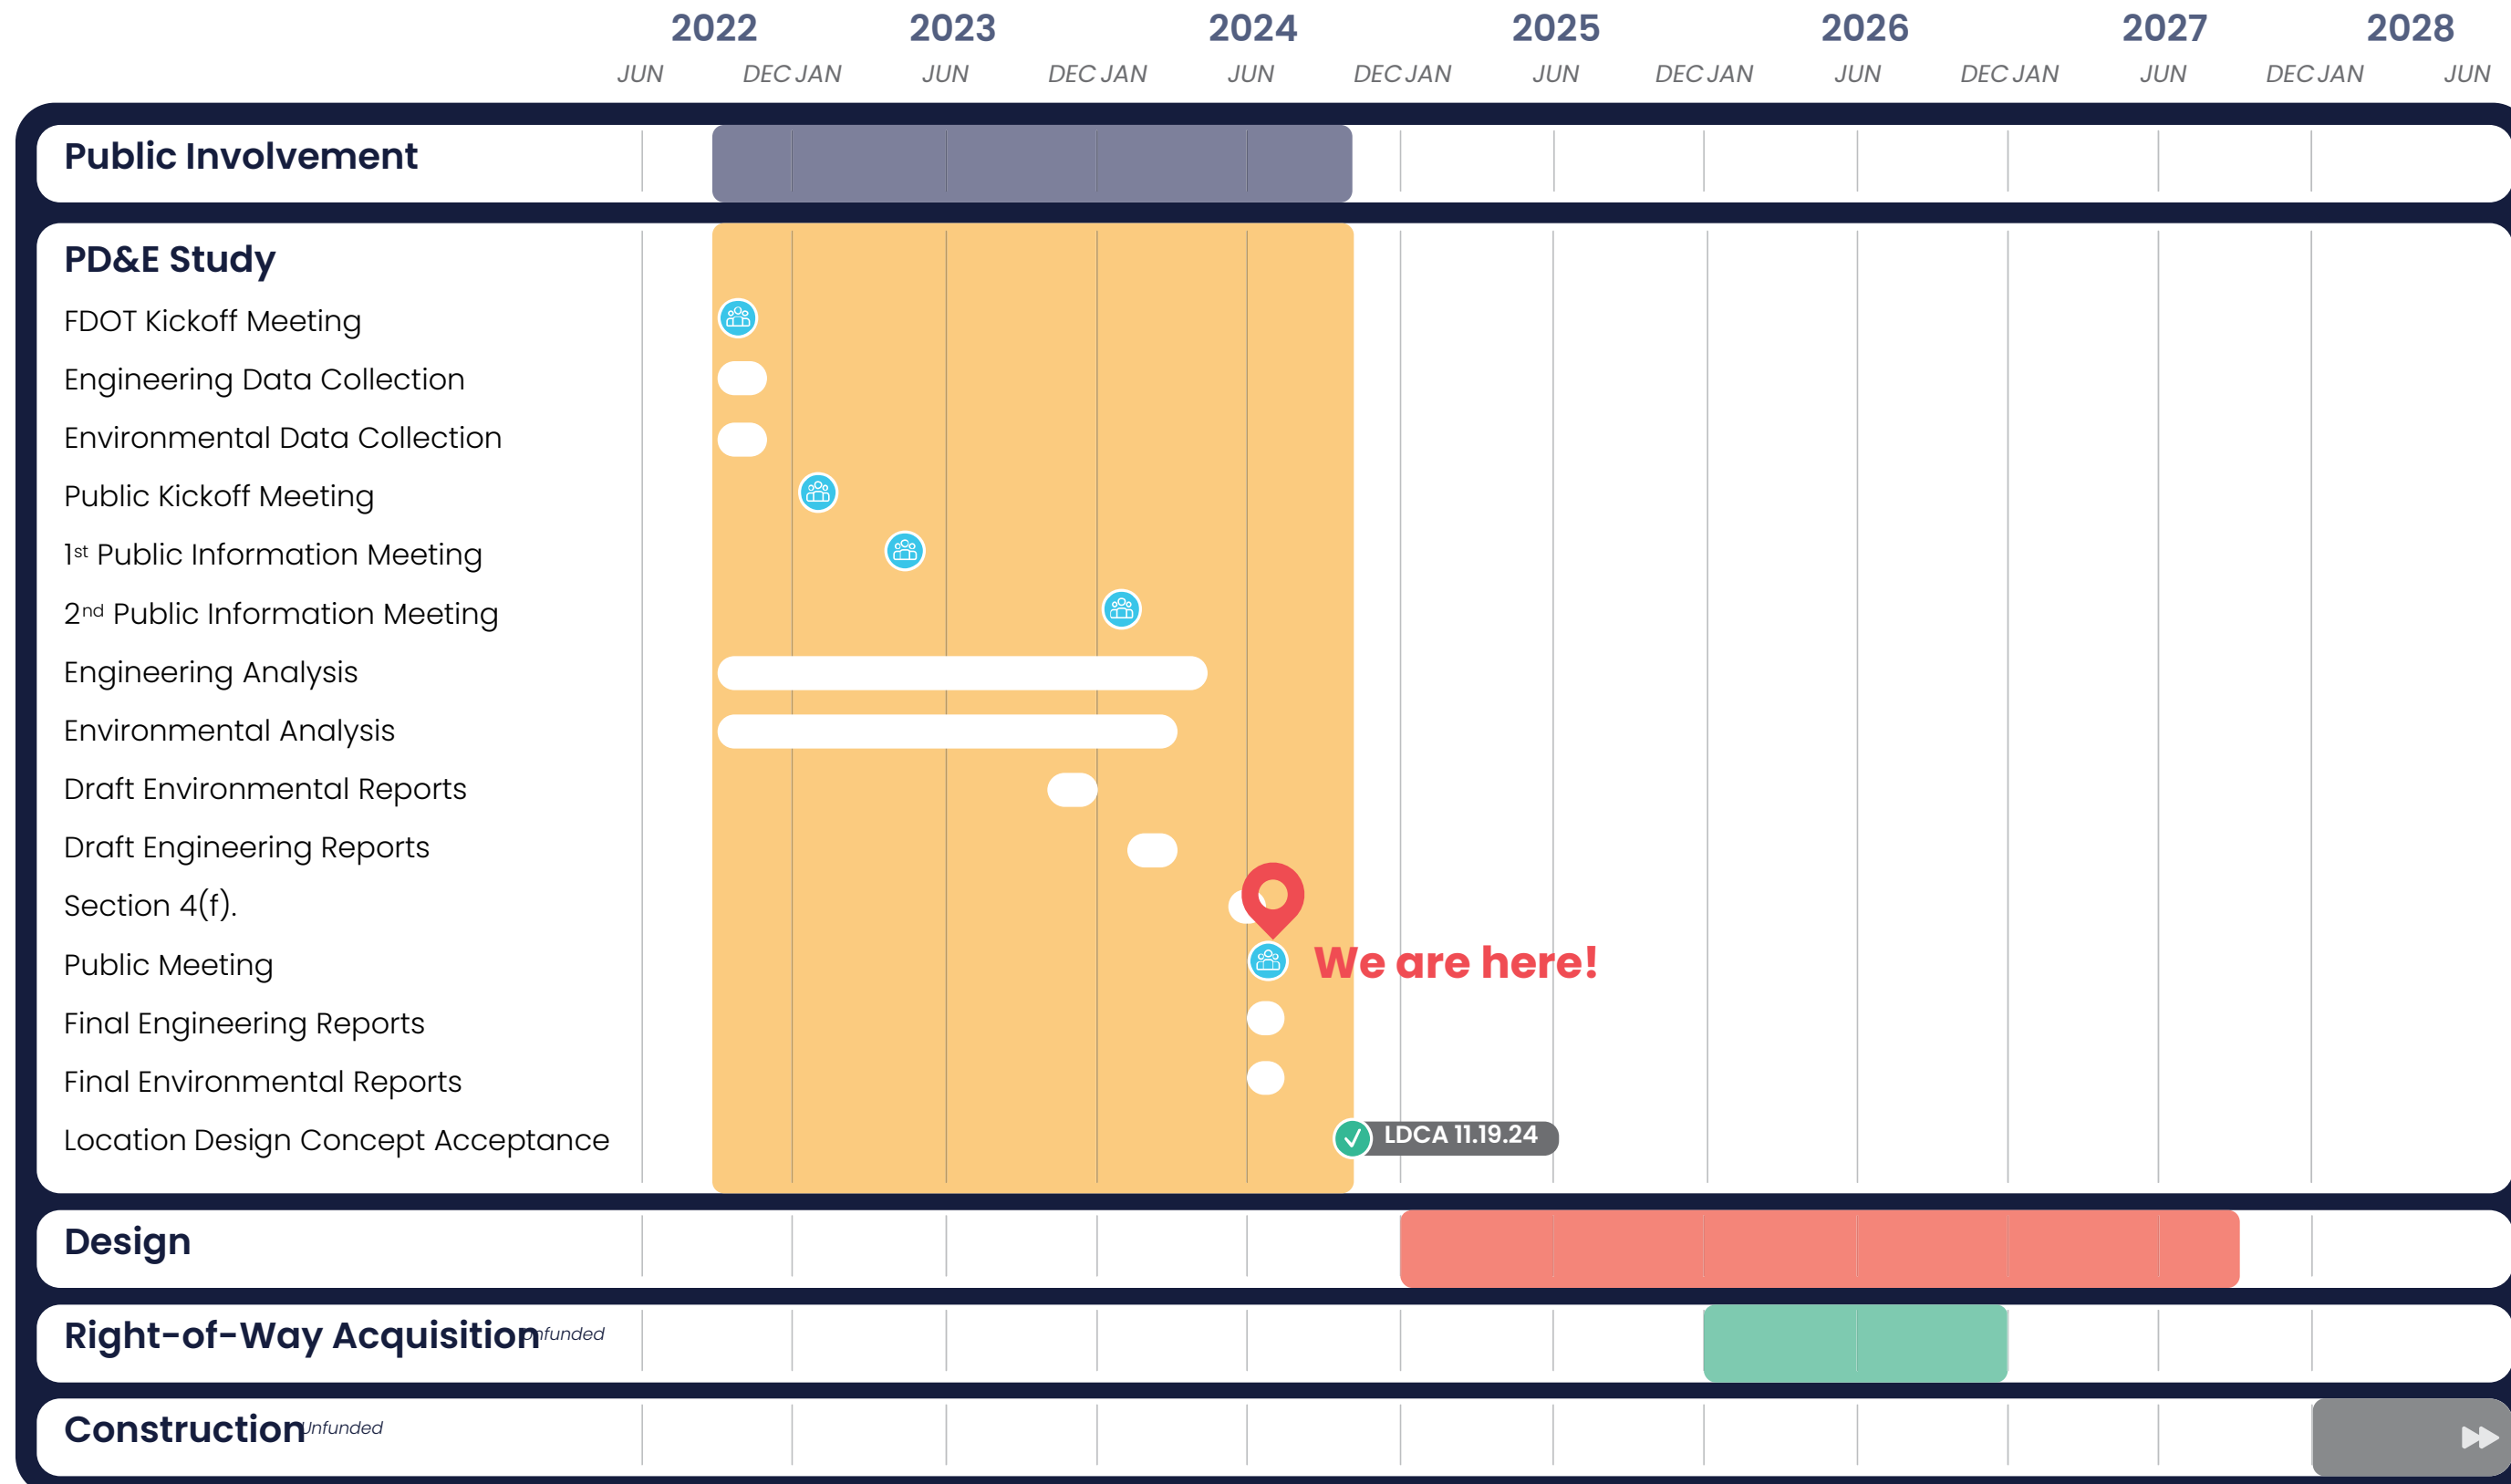 2022 2023 2024 2025 2026 2027 2028
JUN DEC JAN JUN DEC JAN JUN DEC JAN JUN DEC JAN JUN DEC JAN JUN DEC JAN JUN
Public Involvement
PD&E Study
FDOT Kickoff Meeting
Engineering Data Collection
Environmental Data Collection
Public Kickoff Meeting
1st Public Information Meeting
2nd Public Information Meeting
Engineering Analysis
Environmental Analysis
Draft Environmental Reports
Draft Engineering Reports
Section 4(f).
Public Meeting
We are here!
Final Engineering Reports
Final Environmental Reports
Location Design Concept Acceptance
LDCA 11.19.24
Design
Right-of-Way Acquisition Unfunded
Construction Unfunded